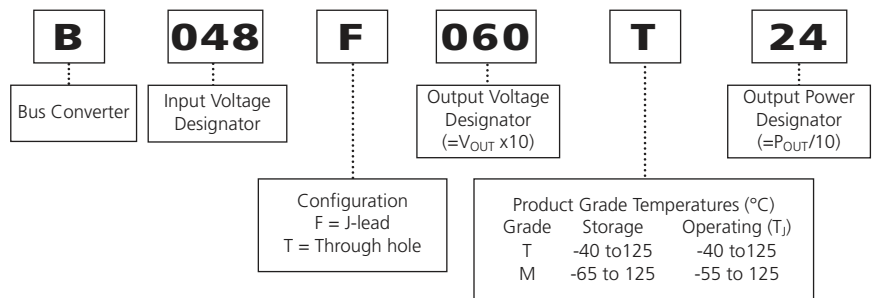 B 048 F 060 T 24
Bus Converter
Input Voltage
Designator
Output Voltage
Designator
(=VOUT x10)
Output Power
Designator
(=POUT/10)
Configuration
F = J-lead
T = Through hole
Product Grade Temperatures (°C)
Grade Storage Operating (TJ)
T -40 to125 -40 to125
M -65 to 125 -55 to 125